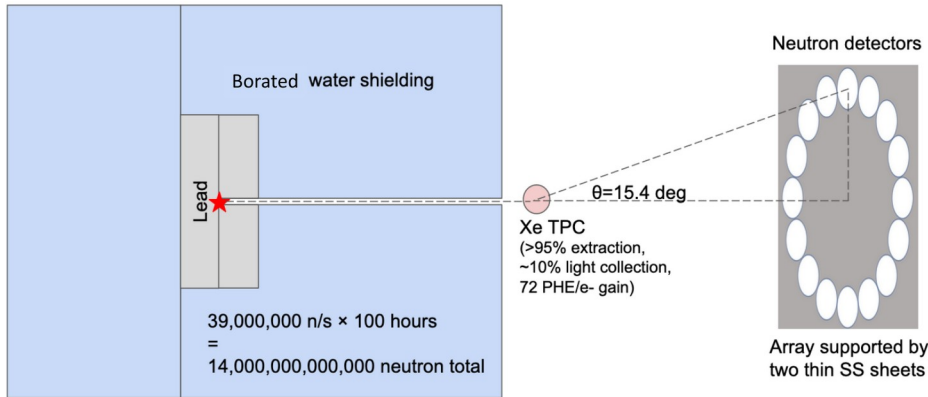 Borated water shielding
Lead
39,000,000 n/s × 100 hours
=
14,000,000,000,000 neutron total
θ=15.4 deg
Xe TPC
(>95% extraction,
~10% light collection,
72 PHE/e- gain)
Neutron detectors
Array supported by
two thin SS sheets